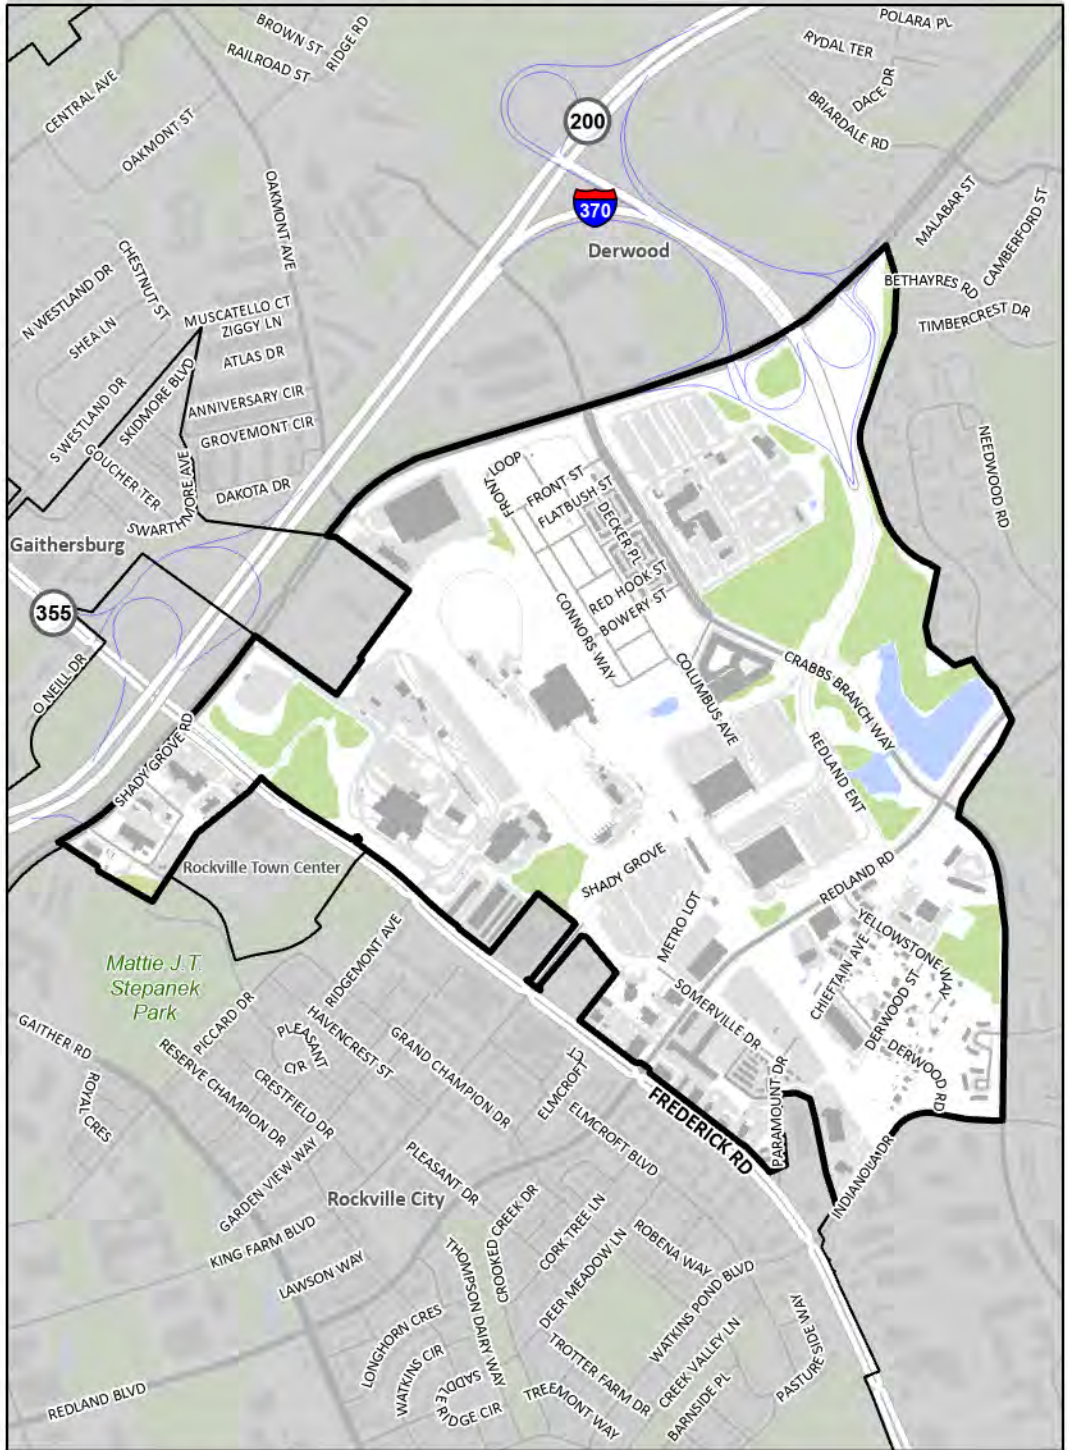 POLARA PL
BROWN ST
RIDGE RD
RYDAL TER
RAILROAD ST
DACE DR
CENTRAL AVE
BRIARDALE RD
OAKMONT ST
200
370
Derwood
OAKMONT AVE
MALABAR ST
CAMBERFORD ST
BETHAYRES RD
TIMBERCREST DR
N WESTLAND DR
CHESTNUT ST
MUSCATELLO CT
ZIGGY LN
SHEA LN
ATLAS DR
S WESTLAND DR
SKIDMORE BLVD
ANNIVERSARY CIR
GROVEMONT CIR
GOUCHER TER
DAKOTA DR
SWARTHMORE AVE
NEEDWOOD RD
FRONT LOOP
FRONT ST
FLATBUSH ST
DECKER PL
RED HOOK ST
BOWERY ST
CONNORS WAY
COLUMBUS AVE
CRABBS BRANCH WAY
REDLAND ENT
Gaithersburg
355
O NEILL DR
SHADY GROVE RD
Rockville Town Center
SHADY GROVE
METRO LOT
REDLAND RD
YELLOWSTONE WAY
CHIEFTAIN AVE
DERWOOD ST
DERWOOD RD
SOMERVILLE DR
PARAMOUNT DR
INDIANOLA DR
FREDERICK RD
Mattie J.T.
Stepanek
Park
RIDGEMONT AVE
PICCARD DR
PLEASANT
CIR
HAVENCREST ST
GRAND CHAMPION DR
GAITHER RD
ROYAL CRES
RESERVE CHAMPION DR
CRESTFIELD DR
ELMCROFT
CT
ELMCROFT BLVD
GARDEN VIEW WAY
PLEASANT DR
Rockville City
KING FARM BLVD
LAWSON WAY
CROOKED CREEK DR
CORK TREE LN
ROBENA WAY
THOMPSON DAIRY WAY
DEER MEADOW LN
WATKINS POND BLVD
LONGHORN CRES
WATKINS CIR
SADDLE
RIDGE CIR
TREEMONT WAY
TROTTER FARM DR
CREEK VALLEY LN
BARNSIDE PL
PASTURE SIDE WAY
REDLAND BLVD